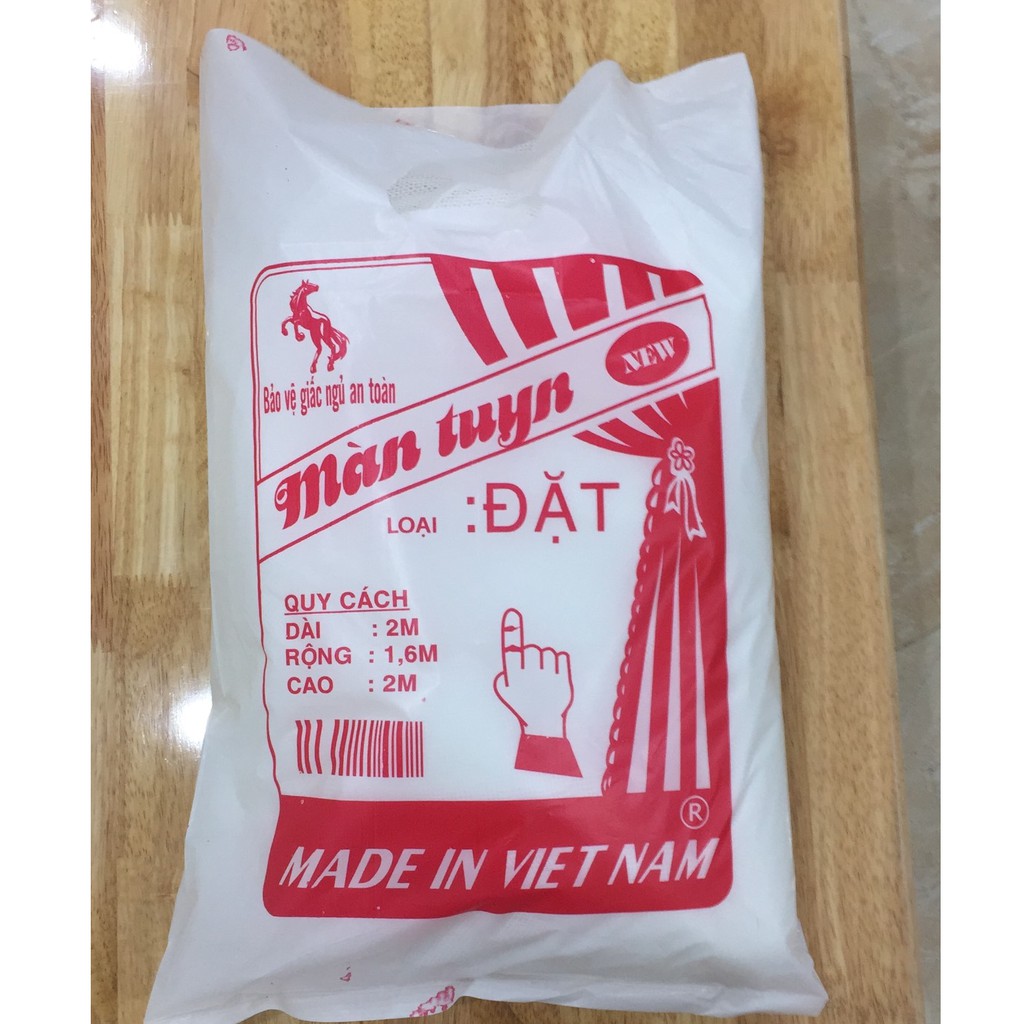 Bảo vệ giấc ngủ an toàn
Màn tuyn
NEW
LOẠI :ĐẶT
QUY CÁCH
DÀI : 2M
RỘNG : 1,6M
CAO : 2M
®
MADE IN VIET NAM